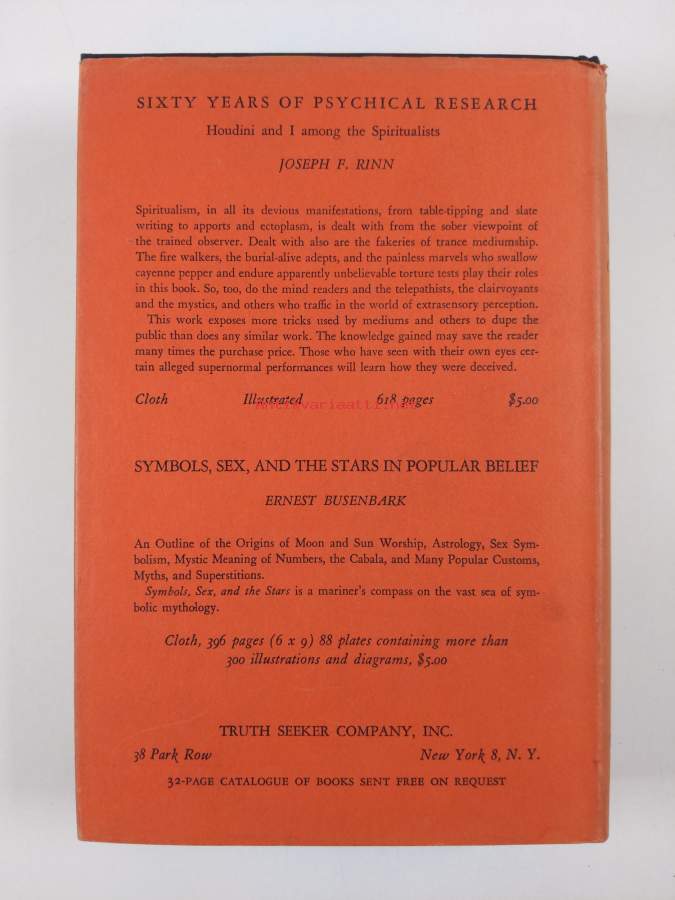 SIXTY YEARS OF PSYCHICAL RESEARCH
Houdini and I among the Spiritualists
JOSEPH F. RINN
Spiritualism, in all its devious manifestations, from table-tipping and slate
writing to apports and ectoplasm, is dealt with from the sober viewpoint of
the trained observer. Dealt with also are the fakeries of trance mediumship.
The fire walkers, the burial-alive adepts, and the painless marvels who swallow
cayenne pepper and endure apparently unbelievable torture tests play their roles
in this book. So, too, do the mind readers and the telepathists, the clairvoyants
and the mystics, and others who traffic in the world of extrasensory perception.
This work exposes more tricks used by mediums and others to dupe the
public than does any similar work. The knowledge gained may save the reader
many times the purchase price. Those who have seen with their own eyes cer-
tain alleged supernormal performances will learn how they were deceived.
Cloth Illustrated 618 pages $5.00
SYMBOLS, SEX, AND THE STARS IN POPULAR BELIEF
ERNEST BUSENBARK
An Outline of the Origins of Moon and Sun Worship, Astrology, Sex Sym-
bolism, Mystic Meaning of Numbers, the Cabala, and Many Popular Customs,
Myths, and Superstitions.
Symbols, Sex, and the Stars is a mariner's compass on the vast sea of sym-
bolic mythology.
Cloth, 396 pages (6 x 9) 88 plates containing more than
300 illustrations and diagrams, $5.00
TRUTH SEEKER COMPANY, INC.
38 Park Row New York 8, N. Y.
32-PAGE CATALOGUE OF BOOKS SENT FREE ON REQUEST